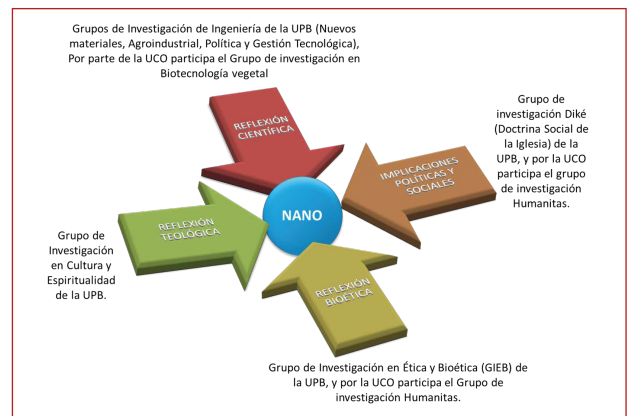 Grupos de Investigación de Ingeniería de la UPB (Nuevos
materiales, Agroindustrial, Política y Gestión Tecnológica),
Por parte de la UCO participa el Grupo de investigación en
Biotecnología vegetal
REFLEXIÓN
CIENTÍFICA
Grupo de
investigación Diké
(Doctrina Social de
la Iglesia) de la
UPB, y por la UCO
participa el grupo
de investigación
Humanitas.
IMPLICACIONES
POLÍTICAS Y
SOCIALES
NANO
REFLEXIÓN
TEOLÓGICA
Grupo de
Investigación
en Cultura y
Espiritualidad
de la UPB.
REFLEXIÓN
BIOÉTICA
Grupo de Investigación en Ética y Bioética (GIEB) de
la UPB, y por la UCO participa el Grupo de
investigación Humanitas.